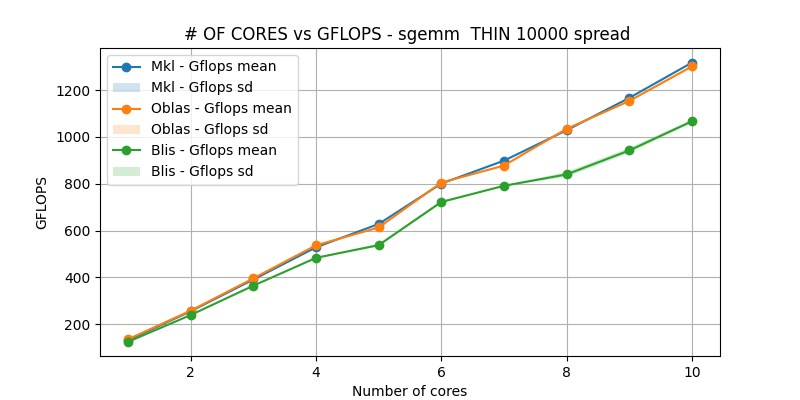 # OF CORES vs GFLOPS - sgemm  THIN 10000 spread
Mkl - Gflops mean
Mkl - Gflops sd
Oblas - Gflops mean
Oblas - Gflops sd
Blis - Gflops mean
Blis - Gflops sd
GFLOPS
1200
1000
800
600
400
200
2 4 6 8 10
Number of cores